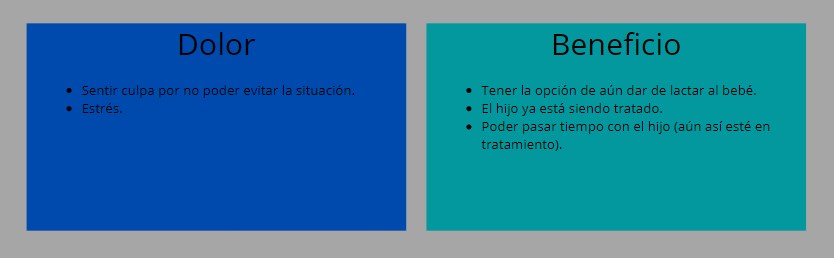 Dolor
• Sentir culpa por no poder evitar la situación.
• Estrés.
Beneficio
• Tener la opción de aún dar de lactar al bebé.
• El hijo ya está siendo tratado.
• Poder pasar tiempo con el hijo (aún así esté en
tratamiento).